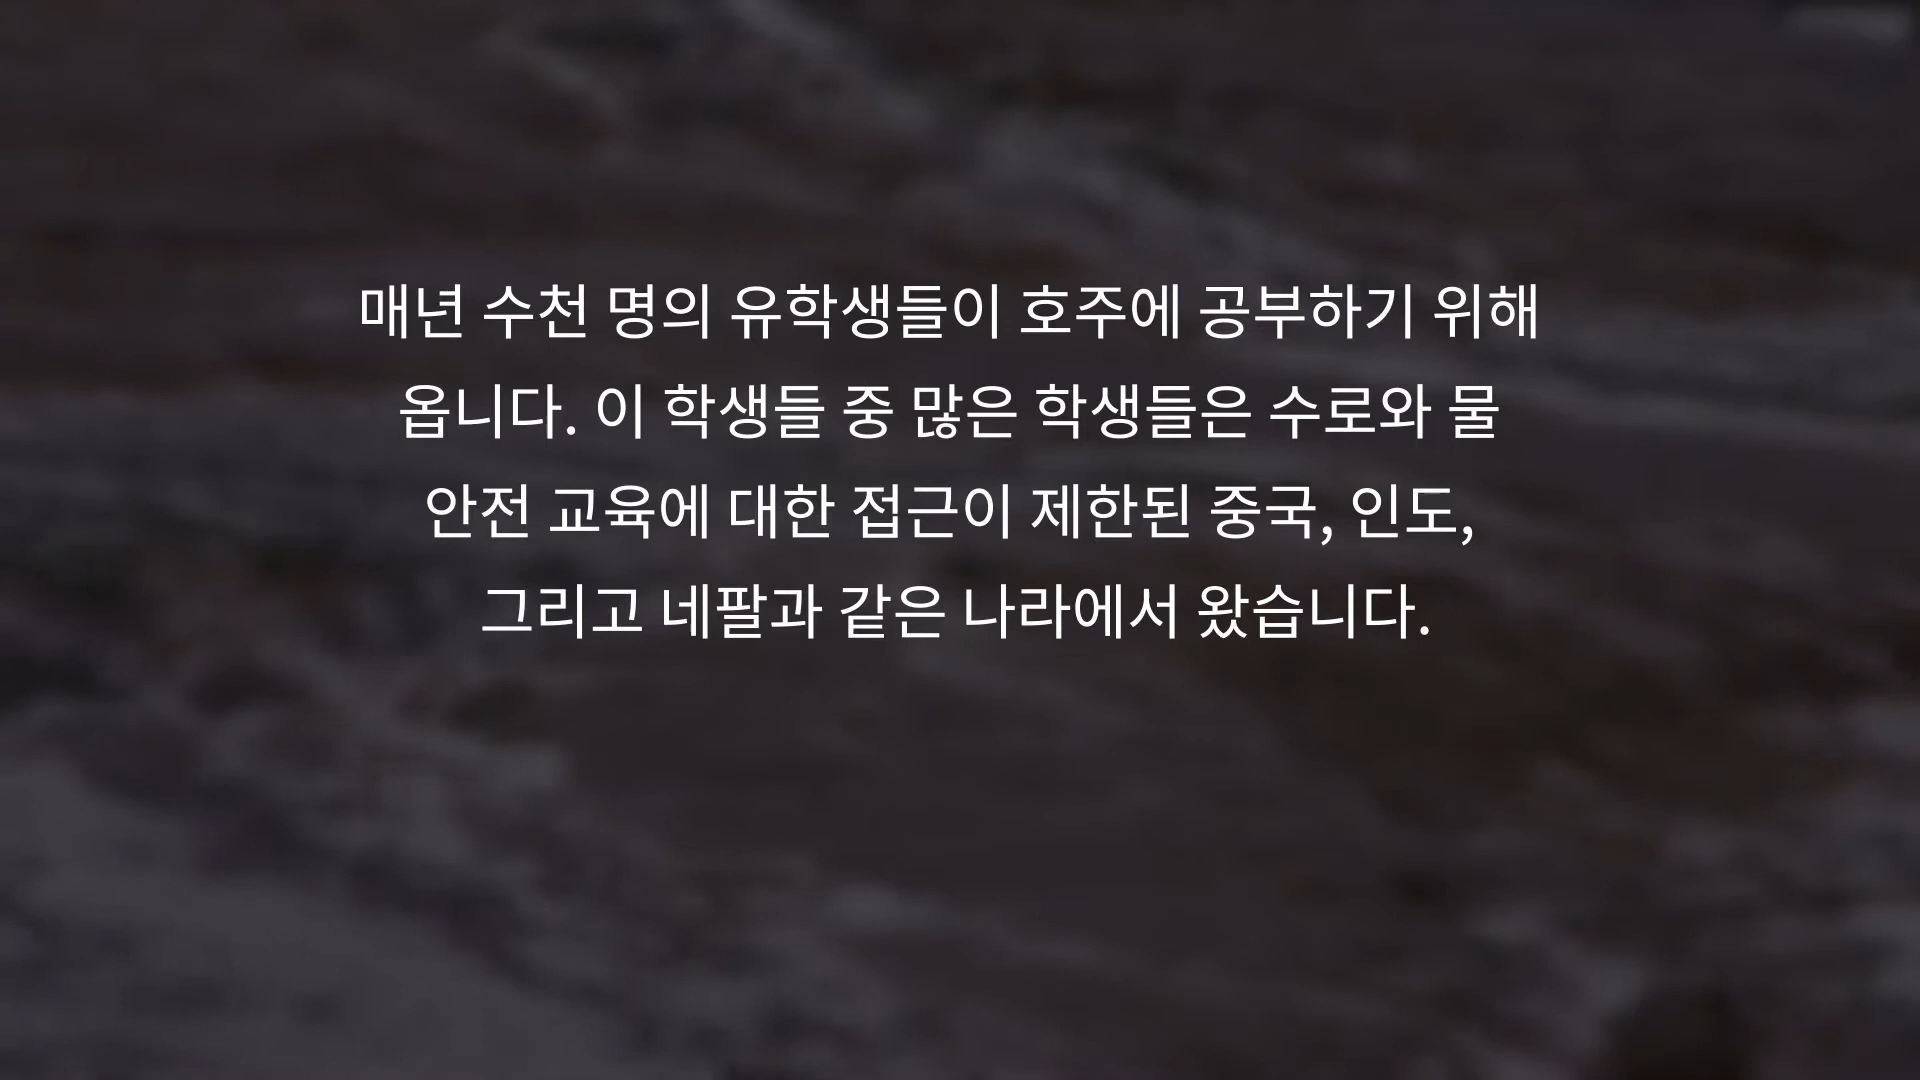 매년 수천 명의 유학생들이 호주에 공부하기 위해
옵니다. 이 학생들 중 많은 학생들은 수로와 물
안전 교육에 대한 접근이 제한된 중국, 인도,
그리고 네팔과 같은 나라에서 왔습니다.